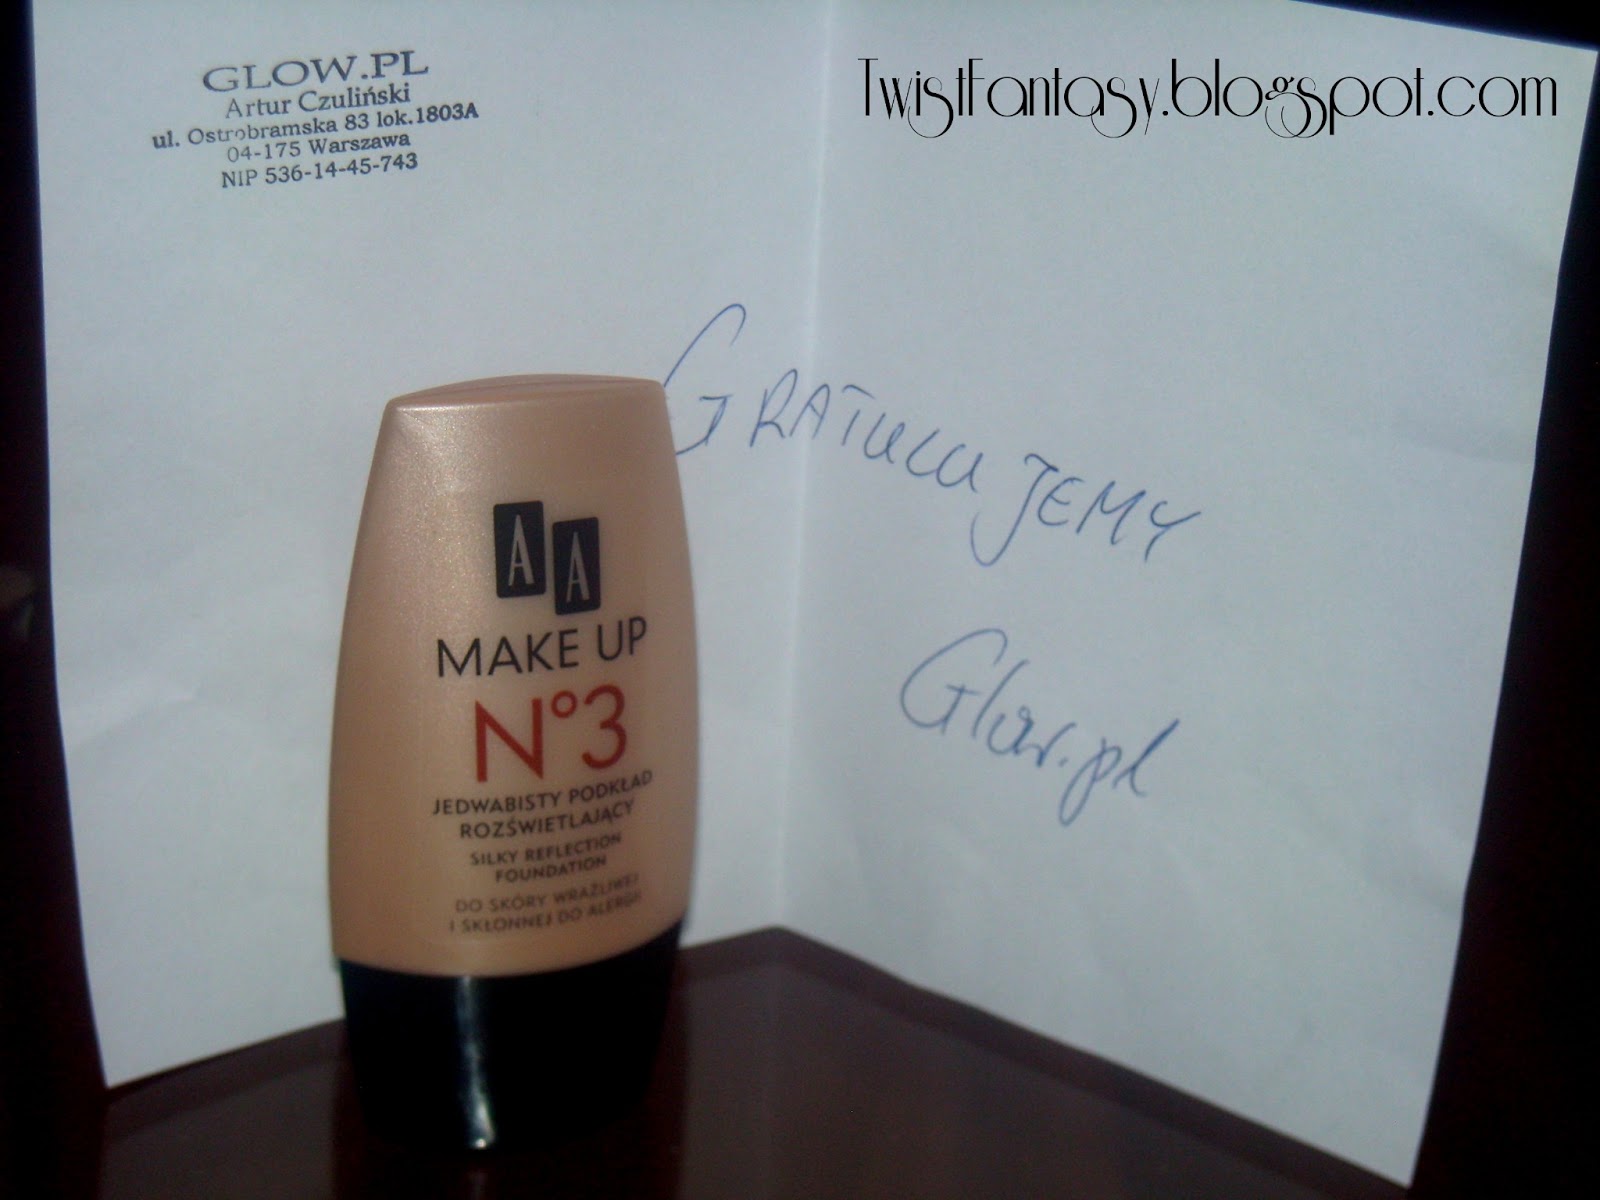 GLOW.PL
Artur Czuliński
ul. Ostrobramska 83 lok.1803A
04-175 Warszawa
NIP 536-14-45-743
TwistFantasy.blogspot.com
GRATULUJEMY
Glow.pl
AA
MAKE UP
N°3
JEDWABISTY PODKŁAD
ROZŚWIETLAJĄCY
SILKY REFLECTION
FOUNDATION
DO SKÓRY WRAŻLIWEJ
I SKŁONNEJ DO ALERGII